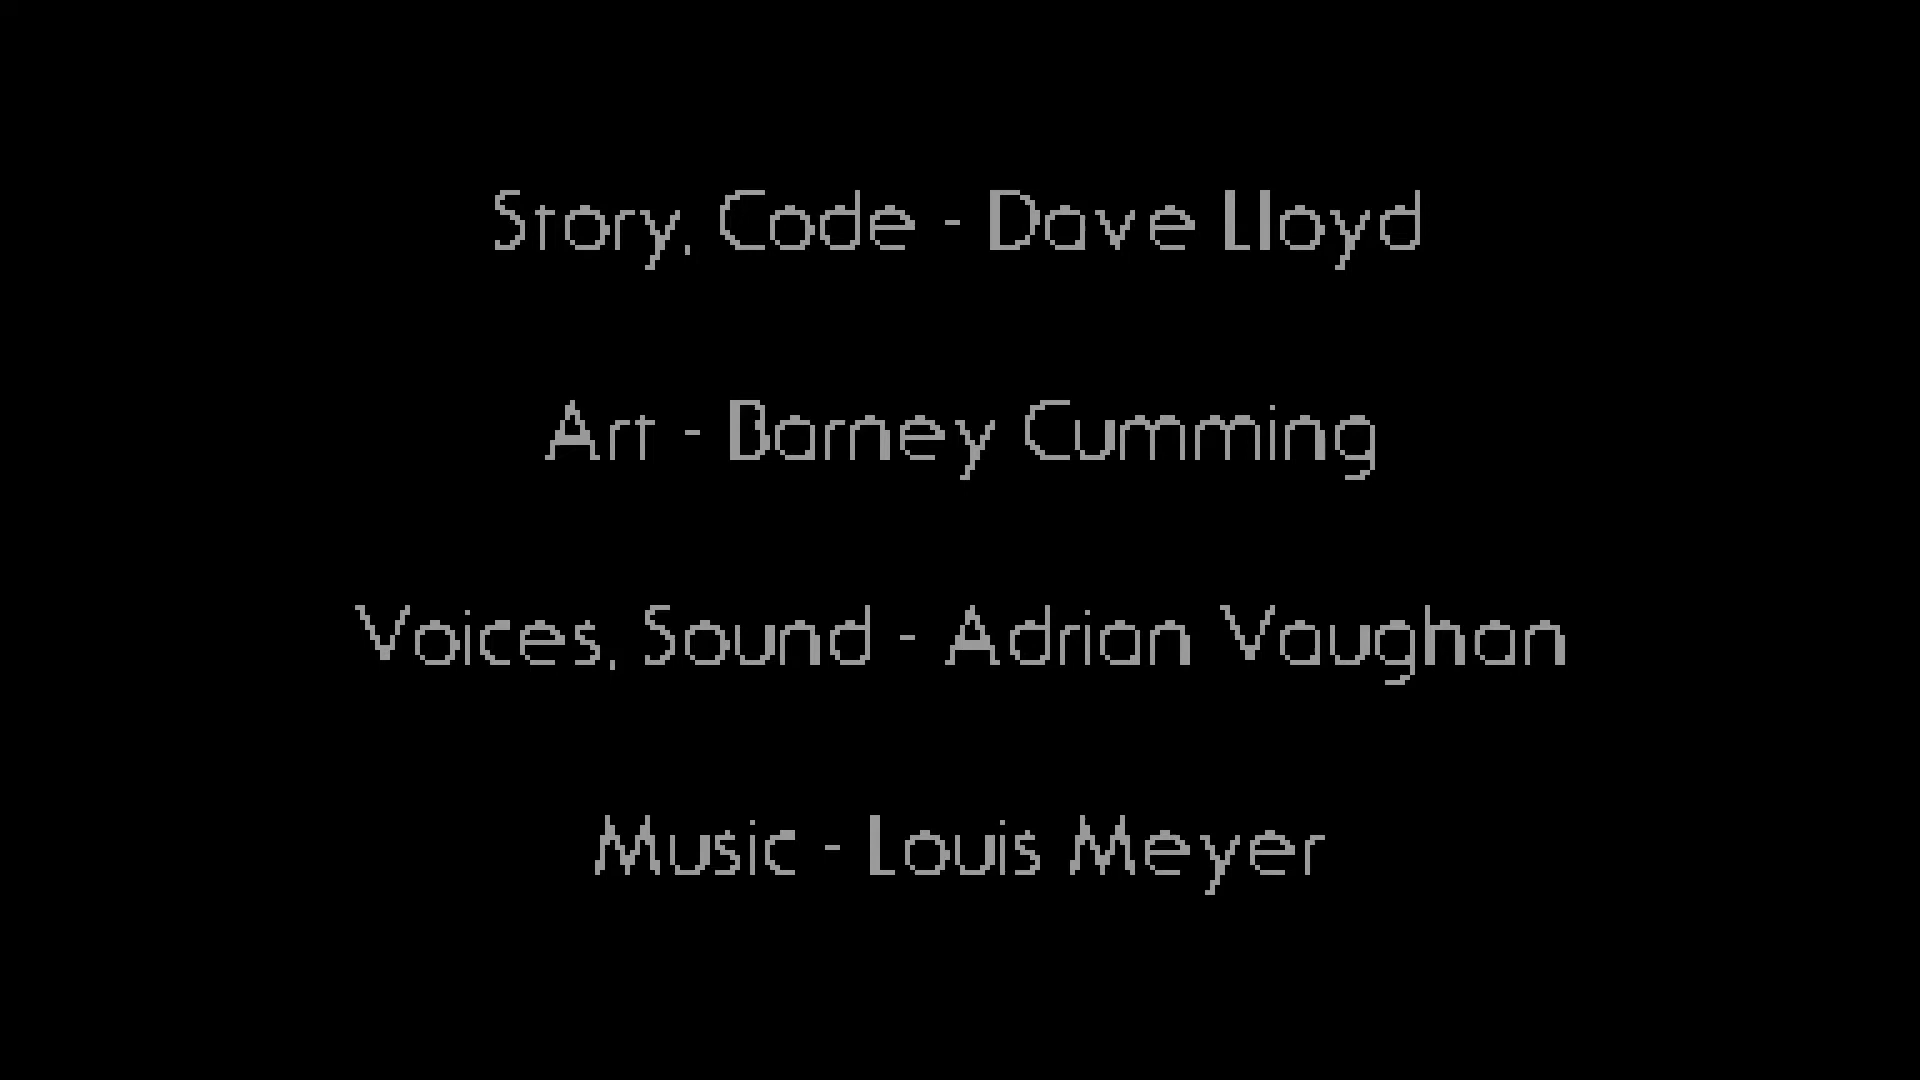 Story, Code - Dave Lloyd
Art - Barney Cumming
Voices, Sound - Adrian Vaughan
Music - Louis Meyer